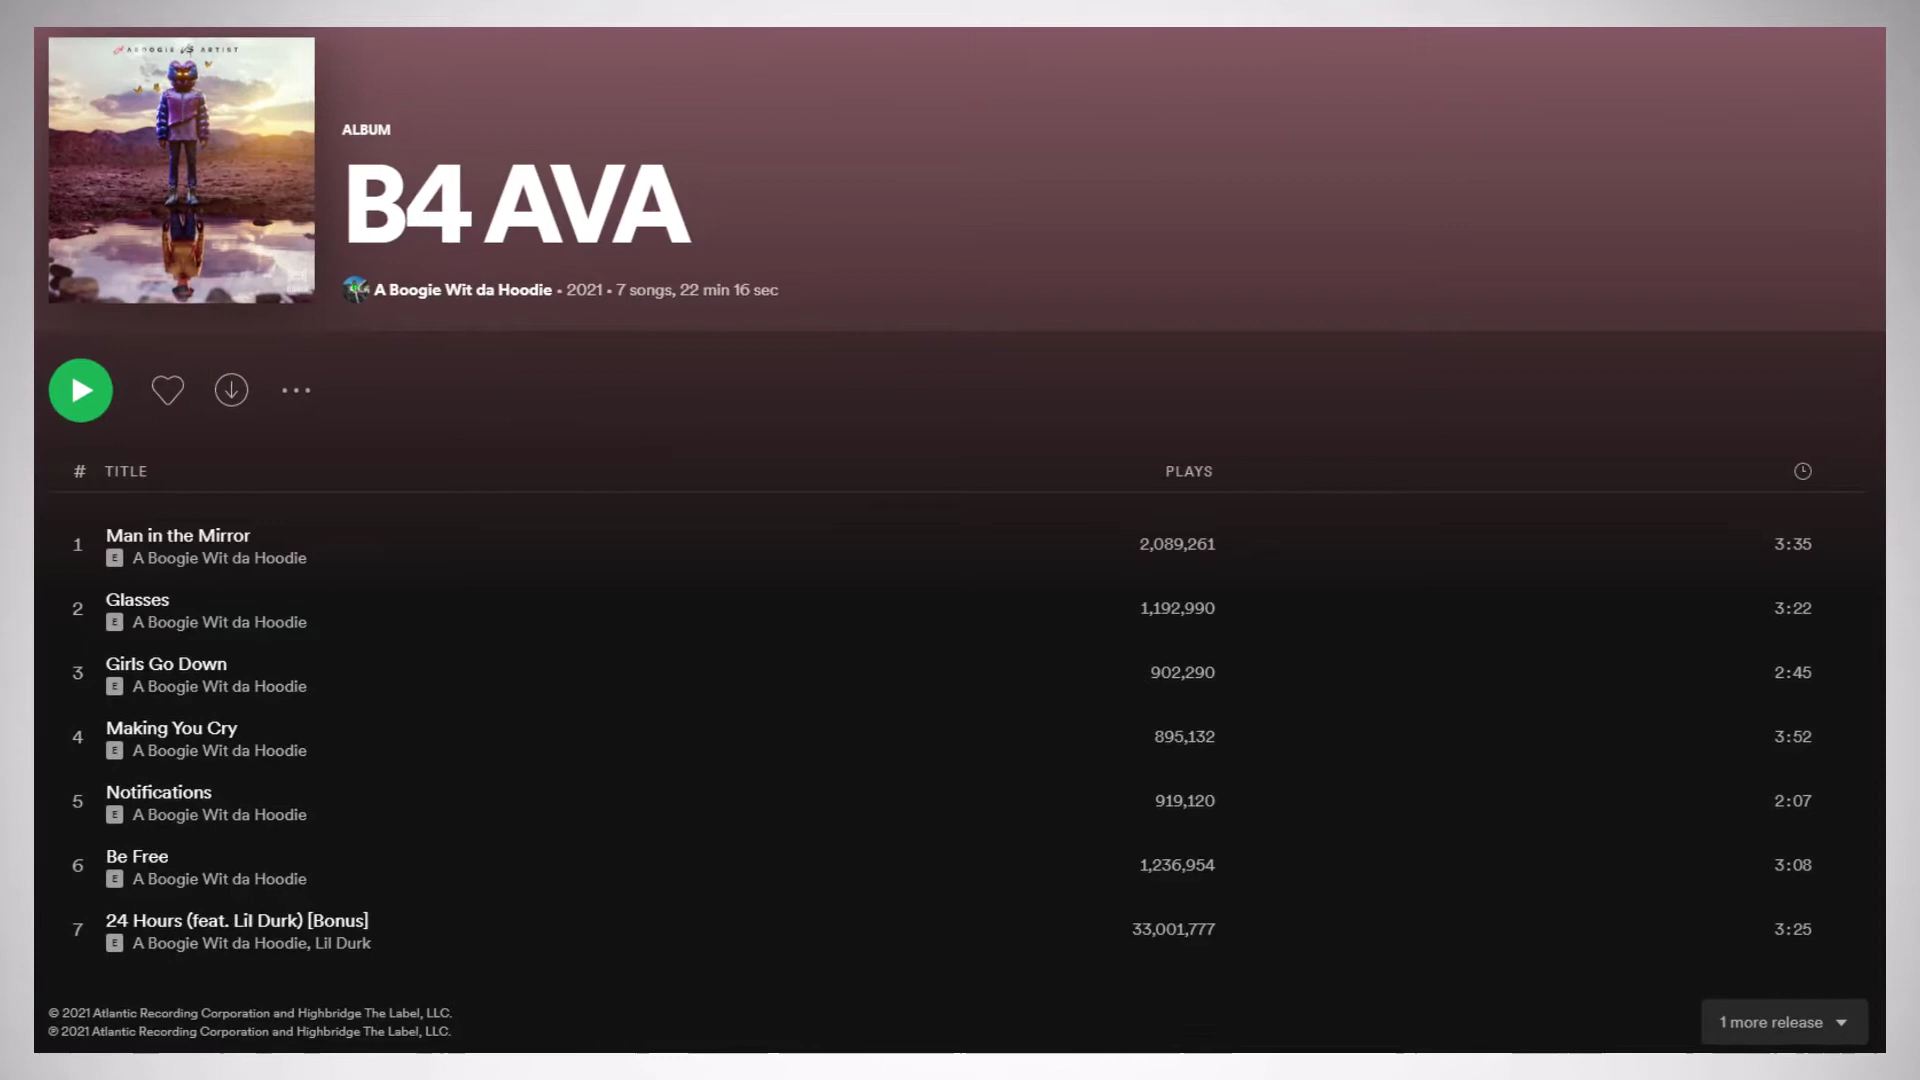 ABOOGIE VS ARTIST
ALBUM
B4 AVA
A Boogie Wit da Hoodie • 2021 • 7 songs, 22 min 16 sec
# TITLE PLAYS
1 Man in the Mirror 2,089,261 3:35
E A Boogie Wit da Hoodie
2 Glasses 1,192,990 3:22
E A Boogie Wit da Hoodie
3 Girls Go Down 902,290 2:45
E A Boogie Wit da Hoodie
4 Making You Cry 895,132 3:52
E A Boogie Wit da Hoodie
5 Notifications 919,120 2:07
E A Boogie Wit da Hoodie
6 Be Free 1,236,954 3:08
E A Boogie Wit da Hoodie
7 24 Hours (feat. Lil Durk) [Bonus] 33,001,777 3:25
E A Boogie Wit da Hoodie, Lil Durk
© 2021 Atlantic Recording Corporation and Highbridge The Label, LLC.
℗ 2021 Atlantic Recording Corporation and Highbridge The Label, LLC.
1 more release